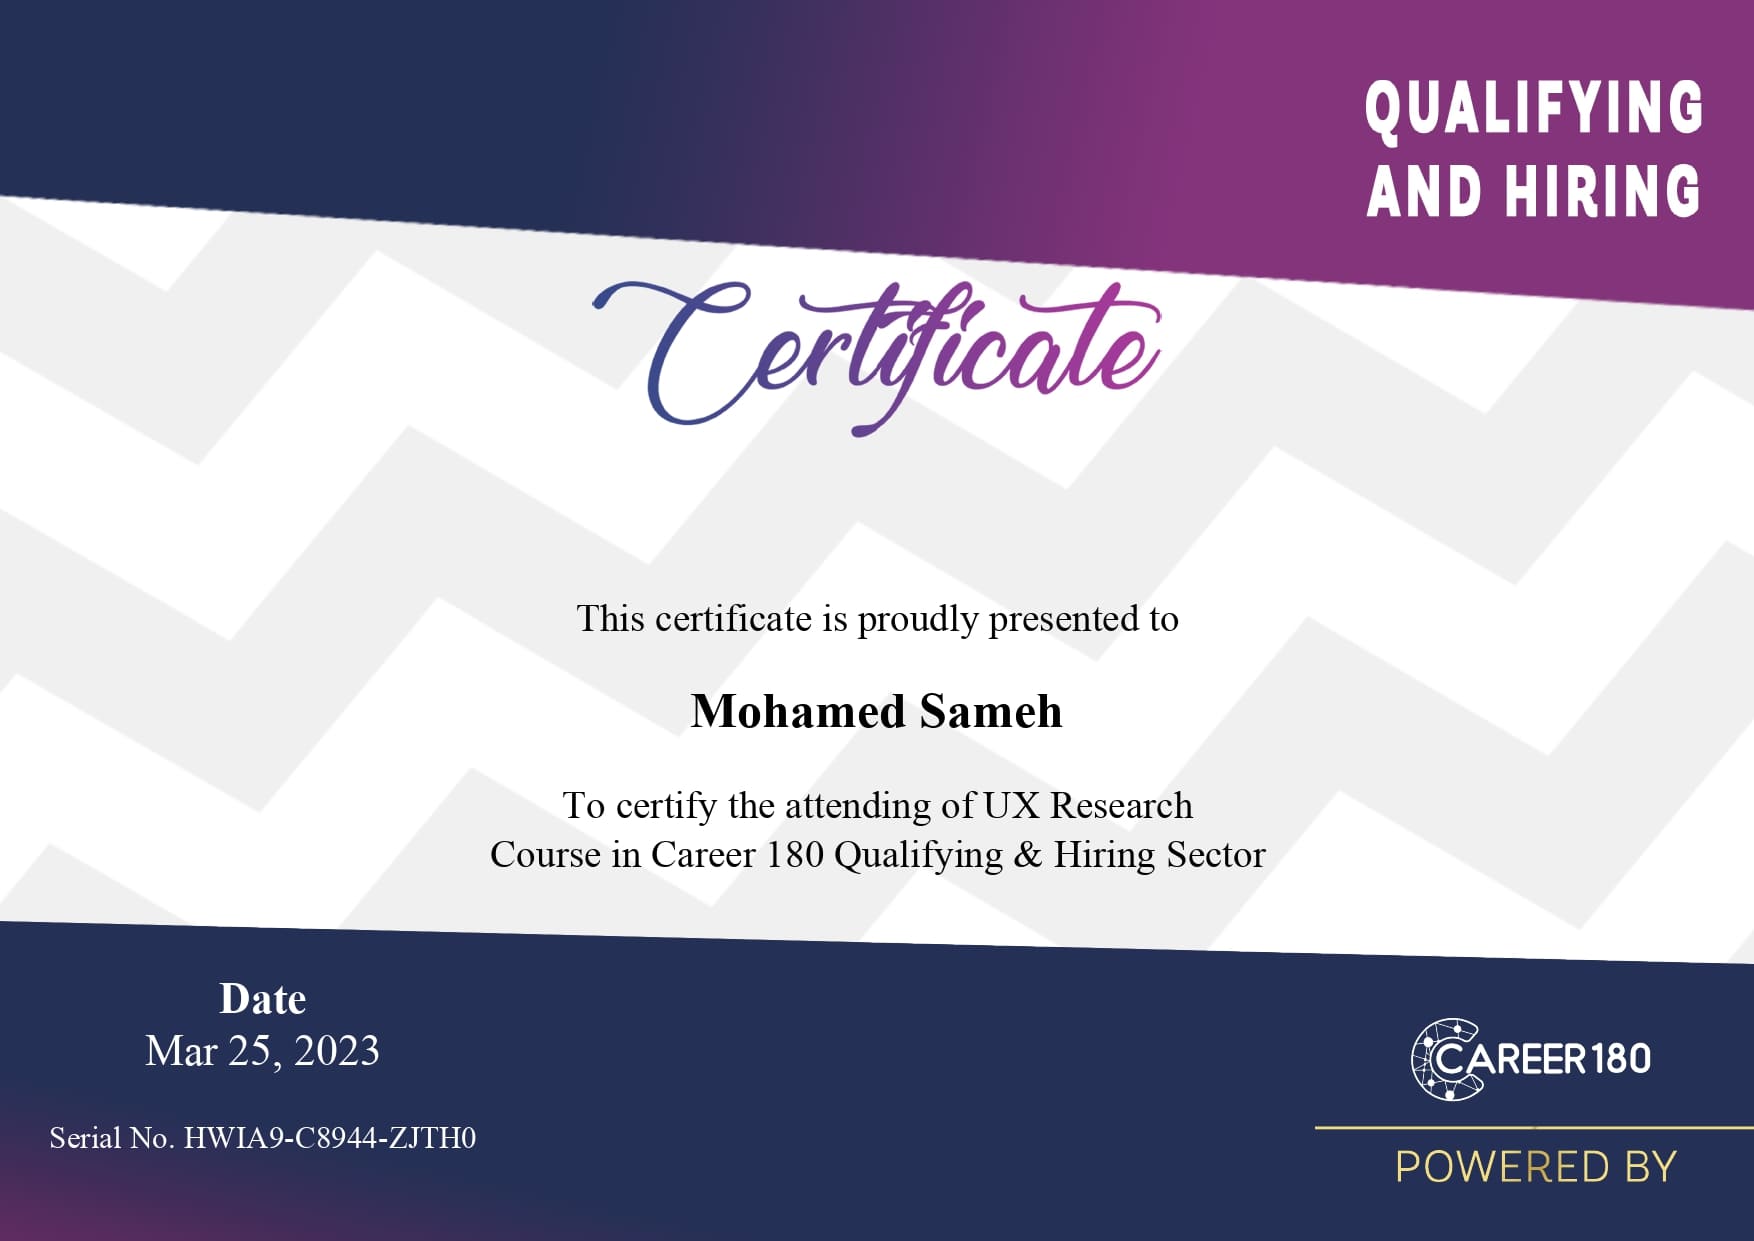 QUALIFYING
AND HIRING
Certificate
This certificate is proudly presented to
Mohamed Sameh
To certify the attending of UX Research
Course in Career 180 Qualifying & Hiring Sector
Date
Mar 25, 2023
Serial No. HWIA9-C8944-ZJTH0
CAREER180
POWERED BY